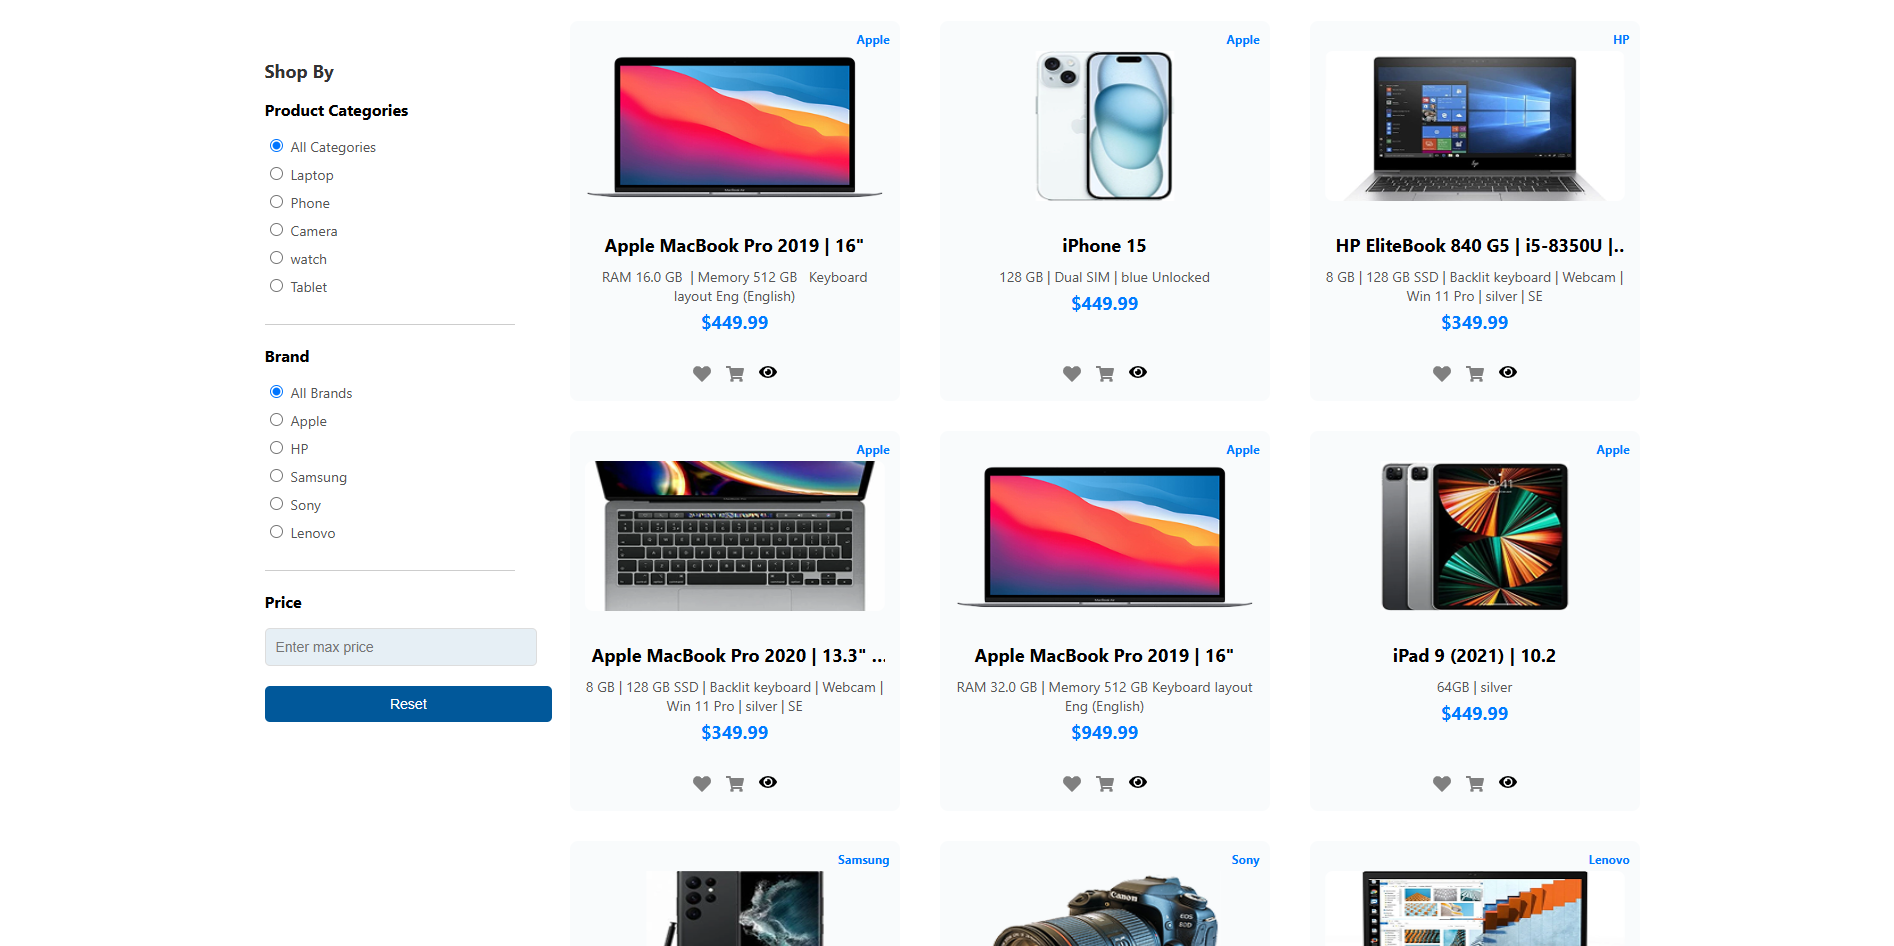 Shop By
Product Categories
All Categories
Laptop
Phone
Camera
watch
Tablet
Brand
All Brands
Apple
HP
Samsung
Sony
Lenovo
Price
Enter max price
Reset
Apple
Apple MacBook Pro 2019 | 16"
RAM 16.0 GB | Memory 512 GB Keyboard
layout Eng (English)
$449.99
Apple
iPhone 15
128 GB | Dual SIM | blue Unlocked
$449.99
HP
HP EliteBook 840 G5 | i5-8350U |..
8 GB | 128 GB SSD | Backlit keyboard | Webcam |
Win 11 Pro | silver | SE
$349.99
Apple
Apple MacBook Pro 2020 | 13.3" ...
8 GB | 128 GB SSD | Backlit keyboard | Webcam |
Win 11 Pro | silver | SE
$349.99
Apple
Apple MacBook Pro 2019 | 16"
RAM 32.0 GB | Memory 512 GB Keyboard layout
Eng (English)
$949.99
Apple
9:41
iPad 9 (2021) | 10.2
64GB | silver
$449.99
Samsung
Sony
Canon
EOS
Lenovo